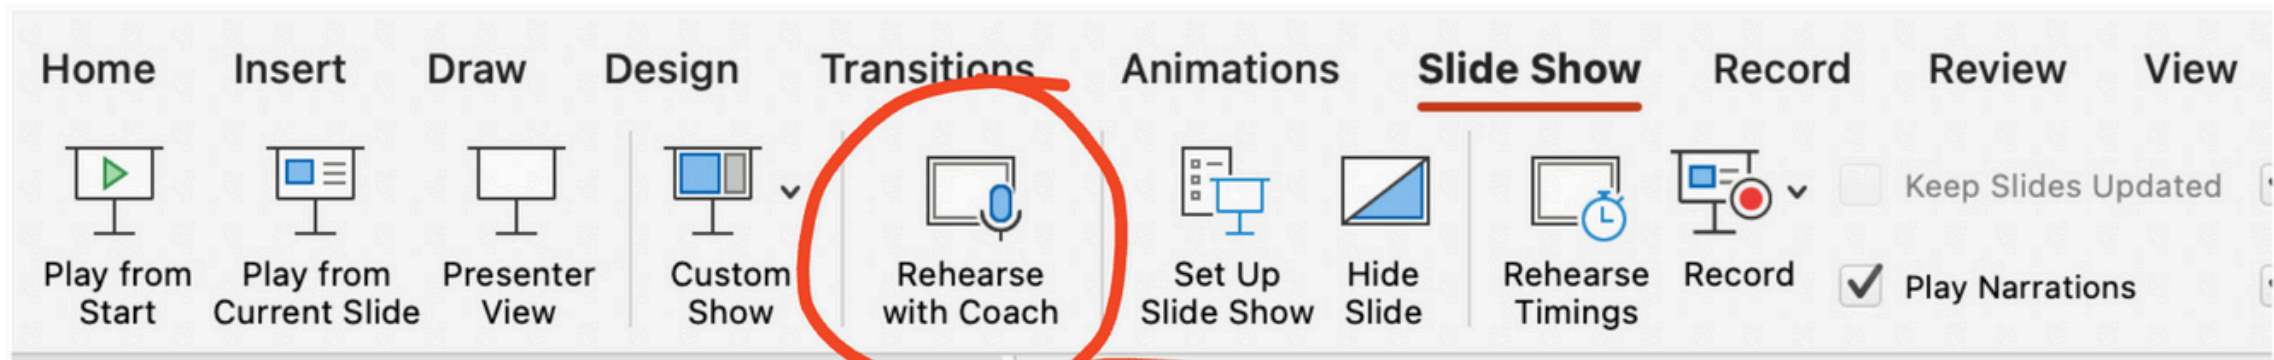 Home Insert Draw Design Transitions Animations Slide Show Record Review View
Play from Start
Play from Current Slide
Presenter View
Custom Show
Rehearse with Coach
Set Up Slide Show
Hide Slide
Rehearse Timings
Record
Keep Slides Updated
Play Narrations